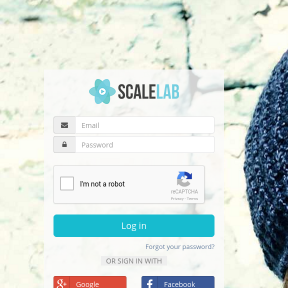 SCALELAB
Email
Password
I'm not a robot
reCAPTCHA
Privacy - Terms
Log in
Forgot your password?
OR SIGN IN WITH
Google
Facebook